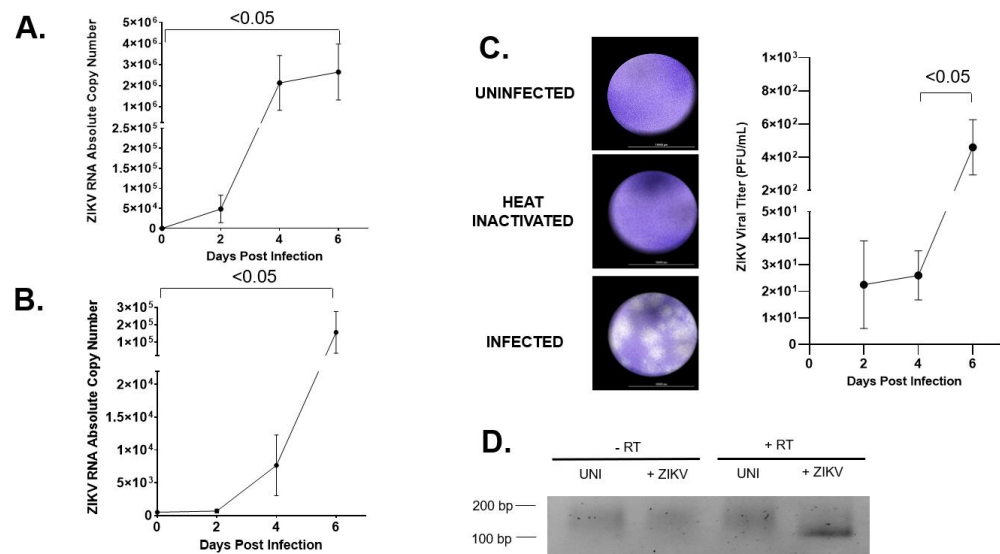 A.
<0.05
ZIKV RNA Absolute Copy Number
5×10⁶
4×10⁶
3×10⁶
2×10⁶
1×10⁶
2.5×10⁵
2×10⁵
1×10⁵
1×10⁵
5×10⁴
0
0 2 4 6
Days Post Infection
B.
<0.05
ZIKV RNA Absolute Copy Number
3×10⁵
2×10⁵
1×10⁵
2×10⁴
1.5×10⁴
1×10⁴
5×10³
0
0 2 4 6
Days Post Infection
C.
UNINFECTED
HEAT
INACTIVATED
INFECTED
<0.05
ZIKV Viral Titer (PFU/mL)
1×10³
8×10²
6×10²
4×10²
2×10²
5×10¹
4×10¹
3×10¹
2×10¹
1×10¹
0
0 2 4 6
Days Post Infection
D.
- RT + RT
UNI + ZIKV UNI + ZIKV
200 bp
100 bp